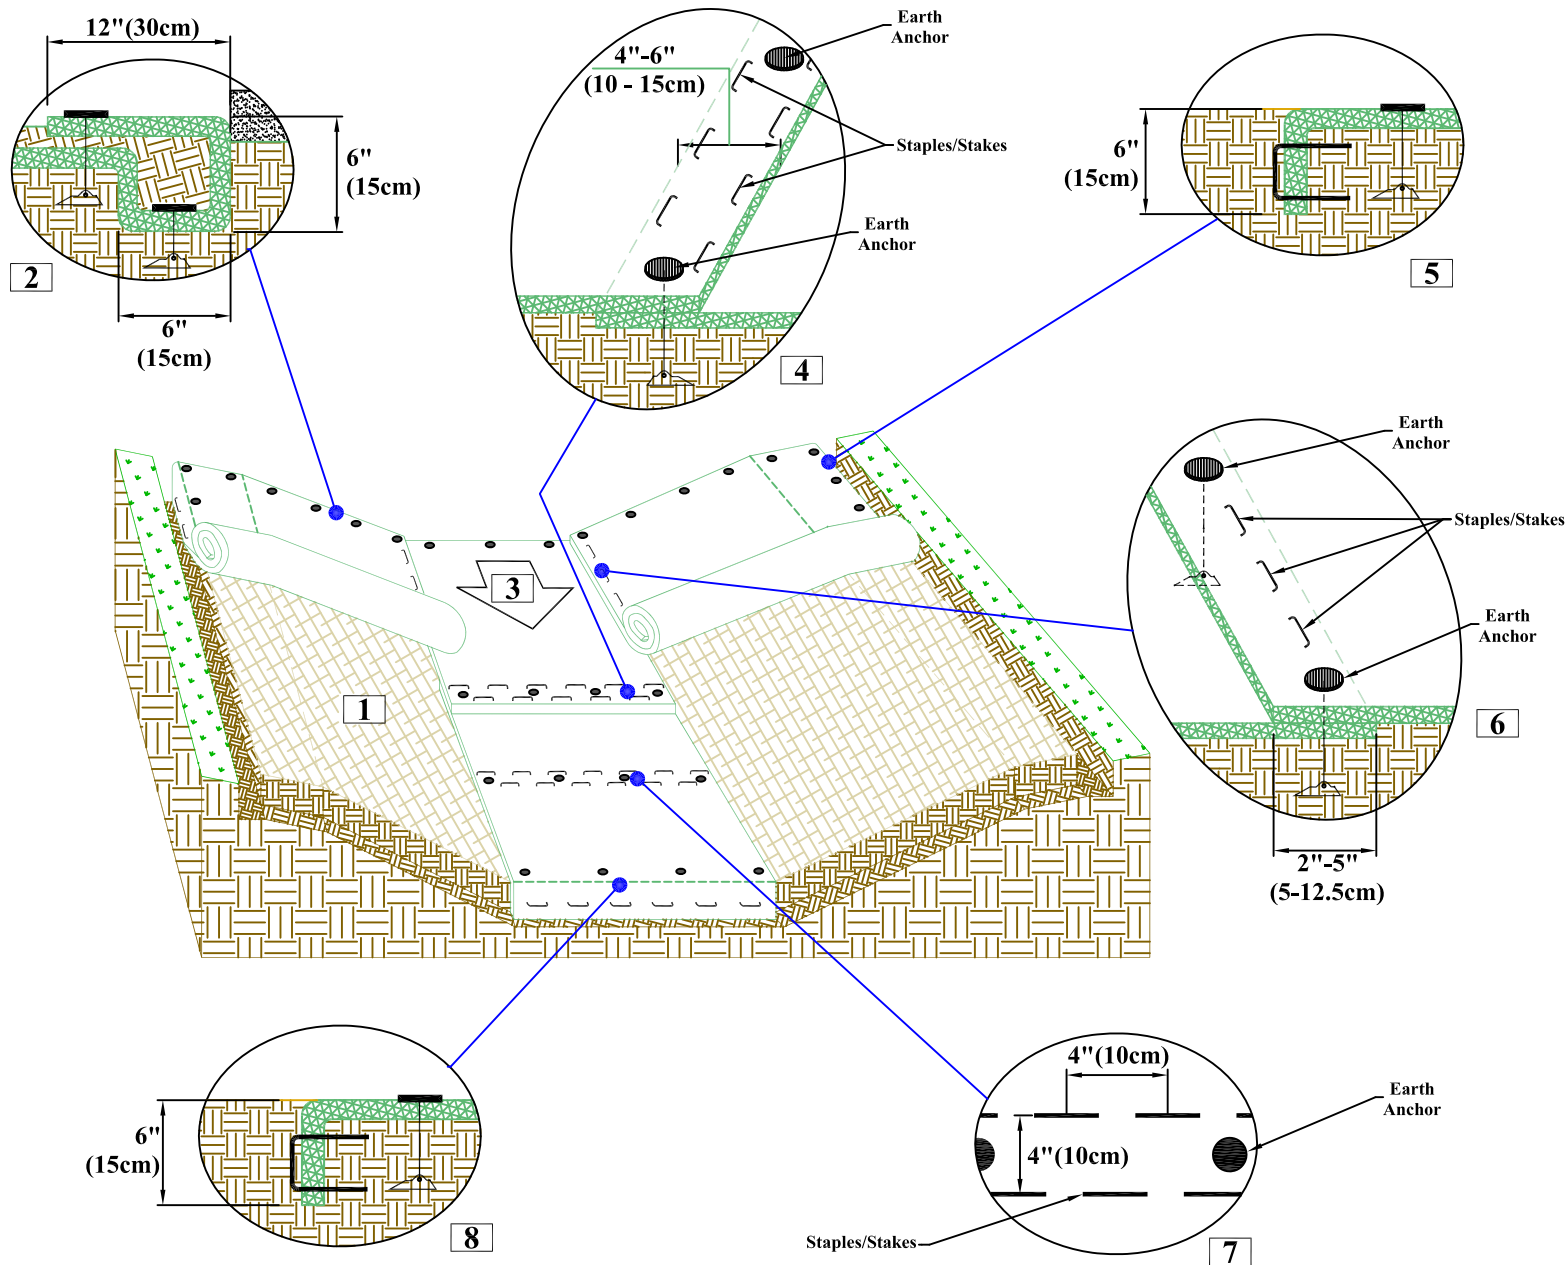 12"(30cm)
6"
(15cm)
2
6"
(15cm)
Earth
Anchor
4"-6"
(10 - 15cm)
Staples/Stakes
Earth
Anchor
4
6"
(15cm)
5
Earth
Anchor
Staples/Stakes
Earth
Anchor
6
2"-5"
(5-12.5cm)
3
1
6"
(15cm)
8
4"(10cm)
4"(10cm)
Earth
Anchor
Staples/Stakes
7